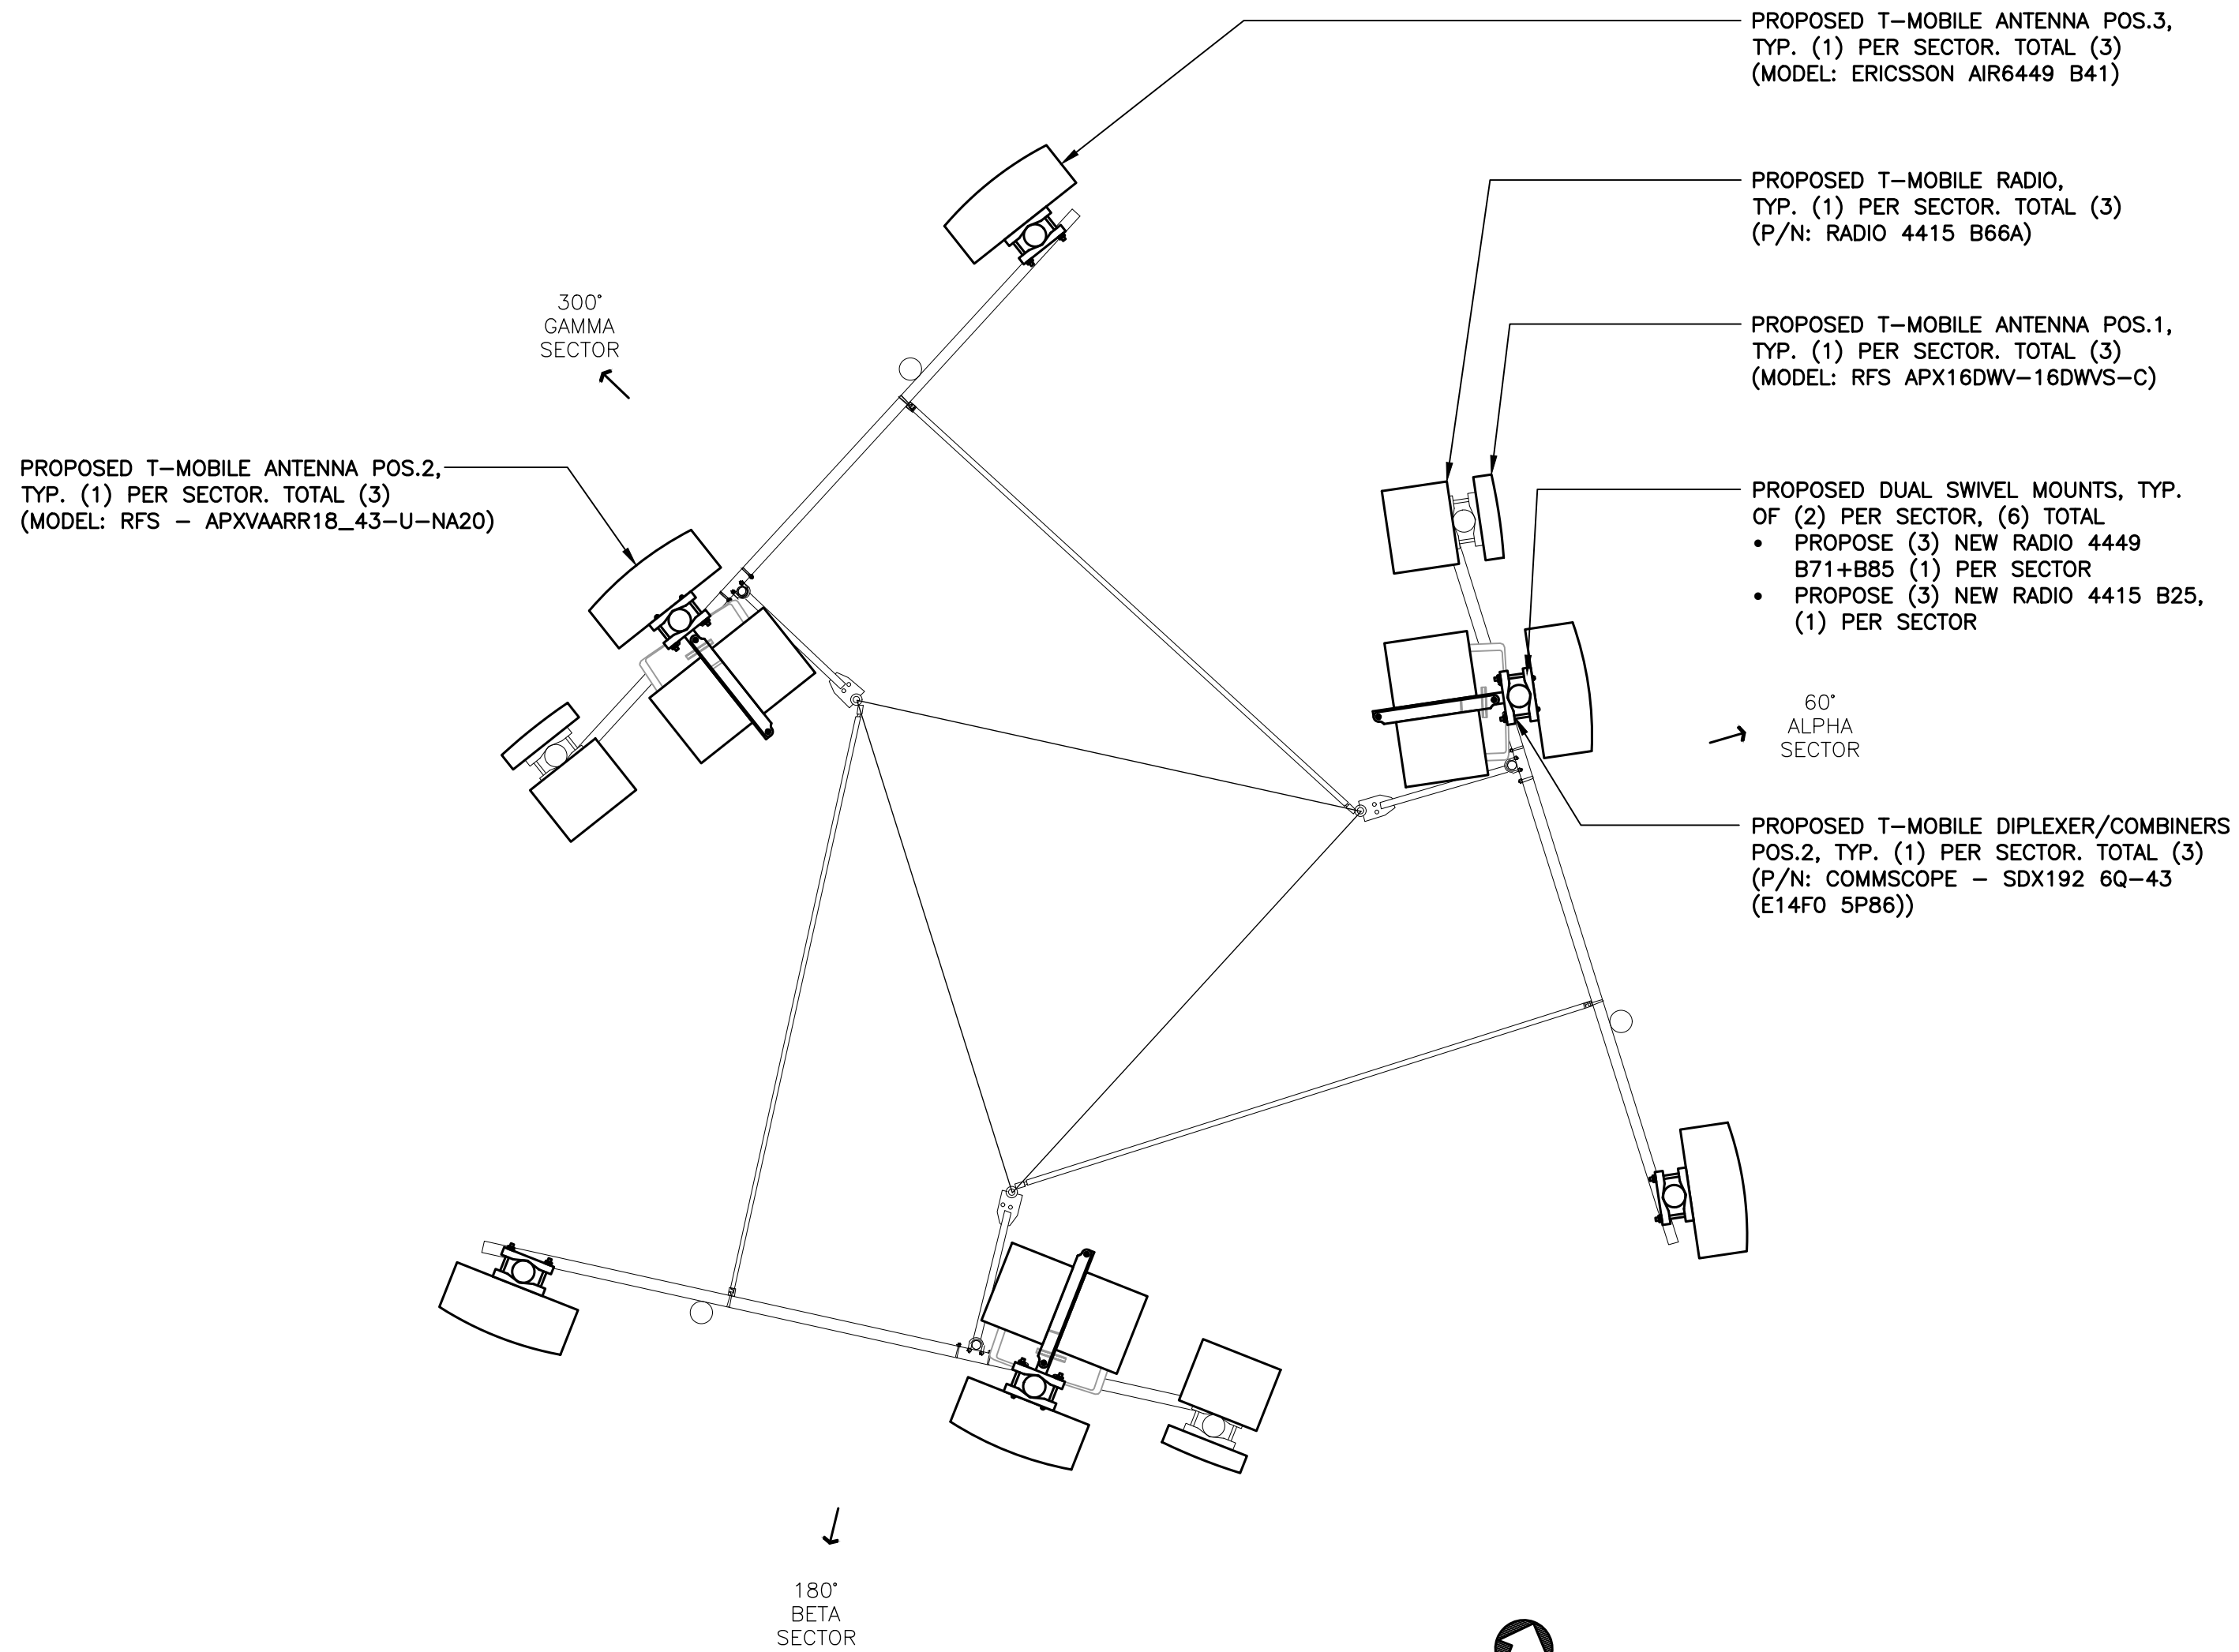 PROPOSED T-MOBILE ANTENNA POS.3,
TYP. (1) PER SECTOR. TOTAL (3)
(MODEL: ERICSSON AIR6449 B41)
PROPOSED T-MOBILE RADIO,
TYP. (1) PER SECTOR. TOTAL (3)
(P/N: RADIO 4415 B66A)
300°
GAMMA
SECTOR
PROPOSED T-MOBILE ANTENNA POS.1,
TYP. (1) PER SECTOR. TOTAL (3)
(MODEL: RFS APX16DWV-16DWVS-C)
PROPOSED T-MOBILE ANTENNA POS.2,
TYP. (1) PER SECTOR. TOTAL (3)
(MODEL: RFS - APXVAARR18_43-U-NA20)
PROPOSED DUAL SWIVEL MOUNTS, TYP.
OF (2) PER SECTOR, (6) TOTAL
• PROPOSE (3) NEW RADIO 4449
B71+B85 (1) PER SECTOR
• PROPOSE (3) NEW RADIO 4415 B25,
(1) PER SECTOR
60°
ALPHA
SECTOR
PROPOSED T-MOBILE DIPLEXER/COMBINERS
POS.2, TYP. (1) PER SECTOR. TOTAL (3)
(P/N: COMMSCOPE - SDX192 6Q-43
(E14F0 5P86))
180°
BETA
SECTOR